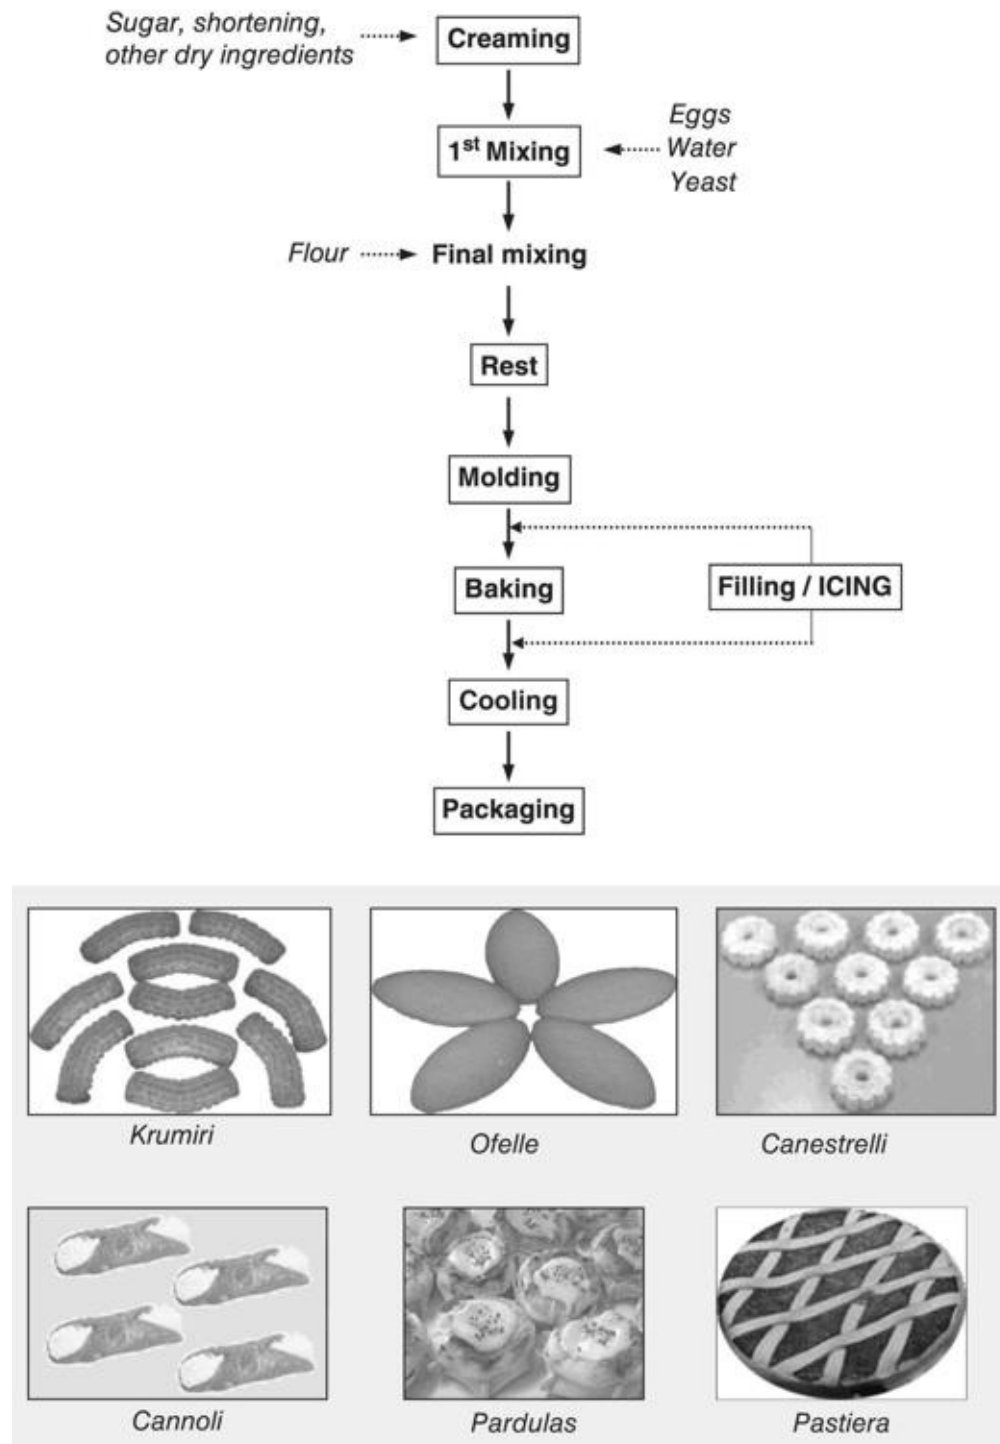 Sugar, shortening,
other dry ingredients
Creaming
Eggs
1st Mixing
Water
Yeast
Flour
Final mixing
Rest
Molding
Baking
Filling / ICING
Cooling
Packaging
Krumiri
Ofelle
Canestrelli
Cannoli
Pardulas
Pastiera